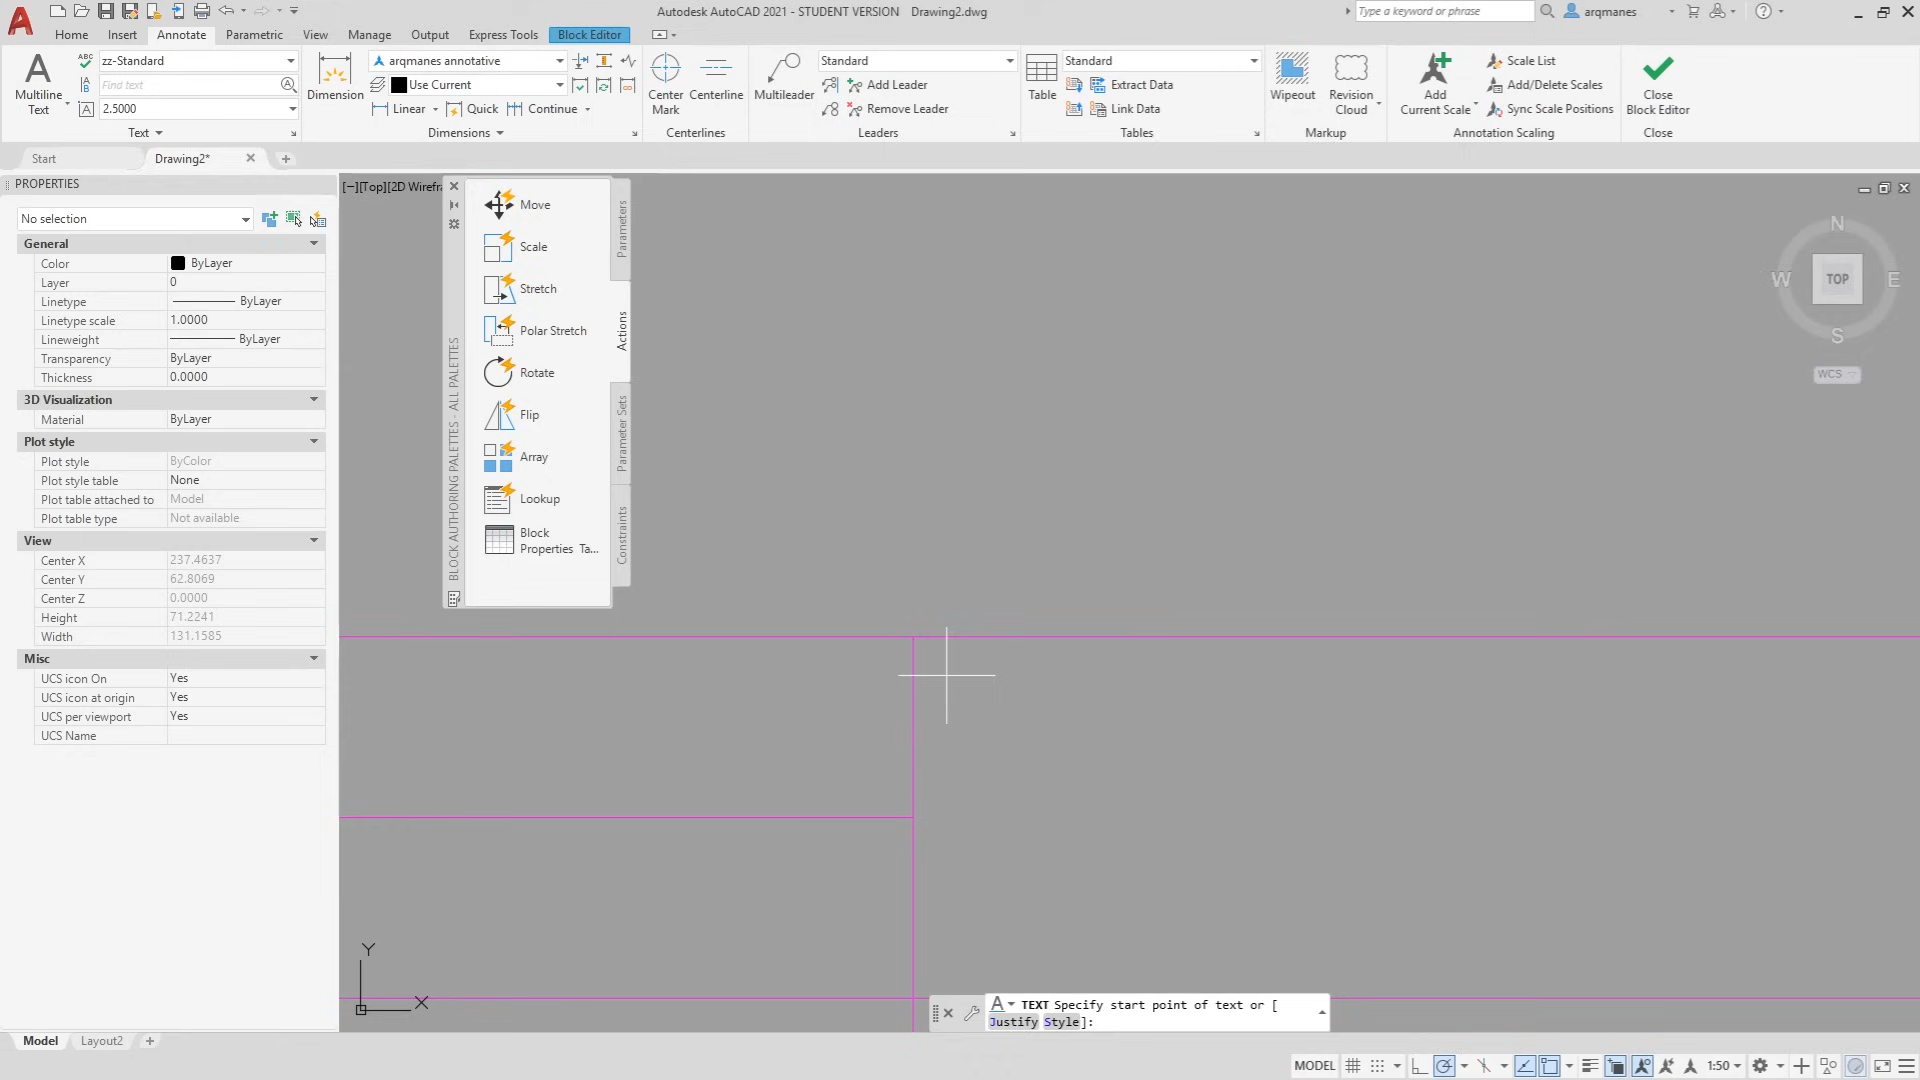 Autodesk AutoCAD 2021 - STUDENT VERSION Drawing2.dwg
Type a keyword or phrase
arqmanes
Home Insert Annotate Parametric View Manage Output Express Tools Block Editor
Multiline Text
zz-Standard
Find text
2.5000
Text
Dimension
arqmanes annotative
Use Current
Linear Quick Continue
Dimensions
Center Mark
Centerline
Centerlines
Multileader
Standard
Add Leader
Remove Leader
Leaders
Table
Standard
Extract Data
Link Data
Tables
Wipeout
Revision Cloud
Markup
Add Current Scale
Scale List
Add/Delete Scales
Sync Scale Positions
Annotation Scaling
Close Block Editor
Close
Start
Drawing2*
PROPERTIES
No selection
General
Color ByLayer
Layer 0
Linetype ByLayer
Linetype scale 1.0000
Lineweight ByLayer
Transparency ByLayer
Thickness 0.0000
3D Visualization
Material ByLayer
Plot style
Plot style ByColor
Plot style table None
Plot table attached to Model
Plot table type Not available
View
Center X 237.4637
Center Y 62.8069
Center Z 0.0000
Height 71.2241
Width 131.1585
Misc
UCS icon On Yes
UCS icon at origin Yes
UCS per viewport Yes
UCS Name
[−][Top][2D Wirefra
Move
Scale
Stretch
Polar Stretch
Rotate
Flip
Array
Lookup
Block
Properties Ta...
Parameters
Actions
Parameter Sets
Constraints
BLOCK AUTHORING PALETTES - ALL PALETTES
N
W TOP E
S
WCS
Y
X
TEXT Specify start point of text or [
Justify Style]:
Model Layout2
MODEL
1:50